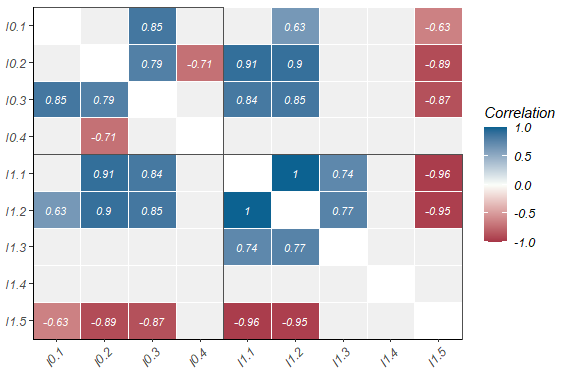 I0.1 0.85 0.63 -0.63
I0.2 0.79 -0.71 0.91 0.9 -0.89
I0.3 0.85 0.79 0.84 0.85 -0.87
Correlation
I0.4 -0.71
1.0
I1.1 0.91 0.84 1 0.74 -0.96
0.5
I1.2 0.63 0.9 0.85 1 0.77 -0.95
0.0
I1.3 0.74 0.77
-0.5
I1.4
-1.0
I1.5 -0.63 -0.89 -0.87 -0.96 -0.95
I0.1 I0.2 I0.3 I0.4 I1.1 I1.2 I1.3 I1.4 I1.5